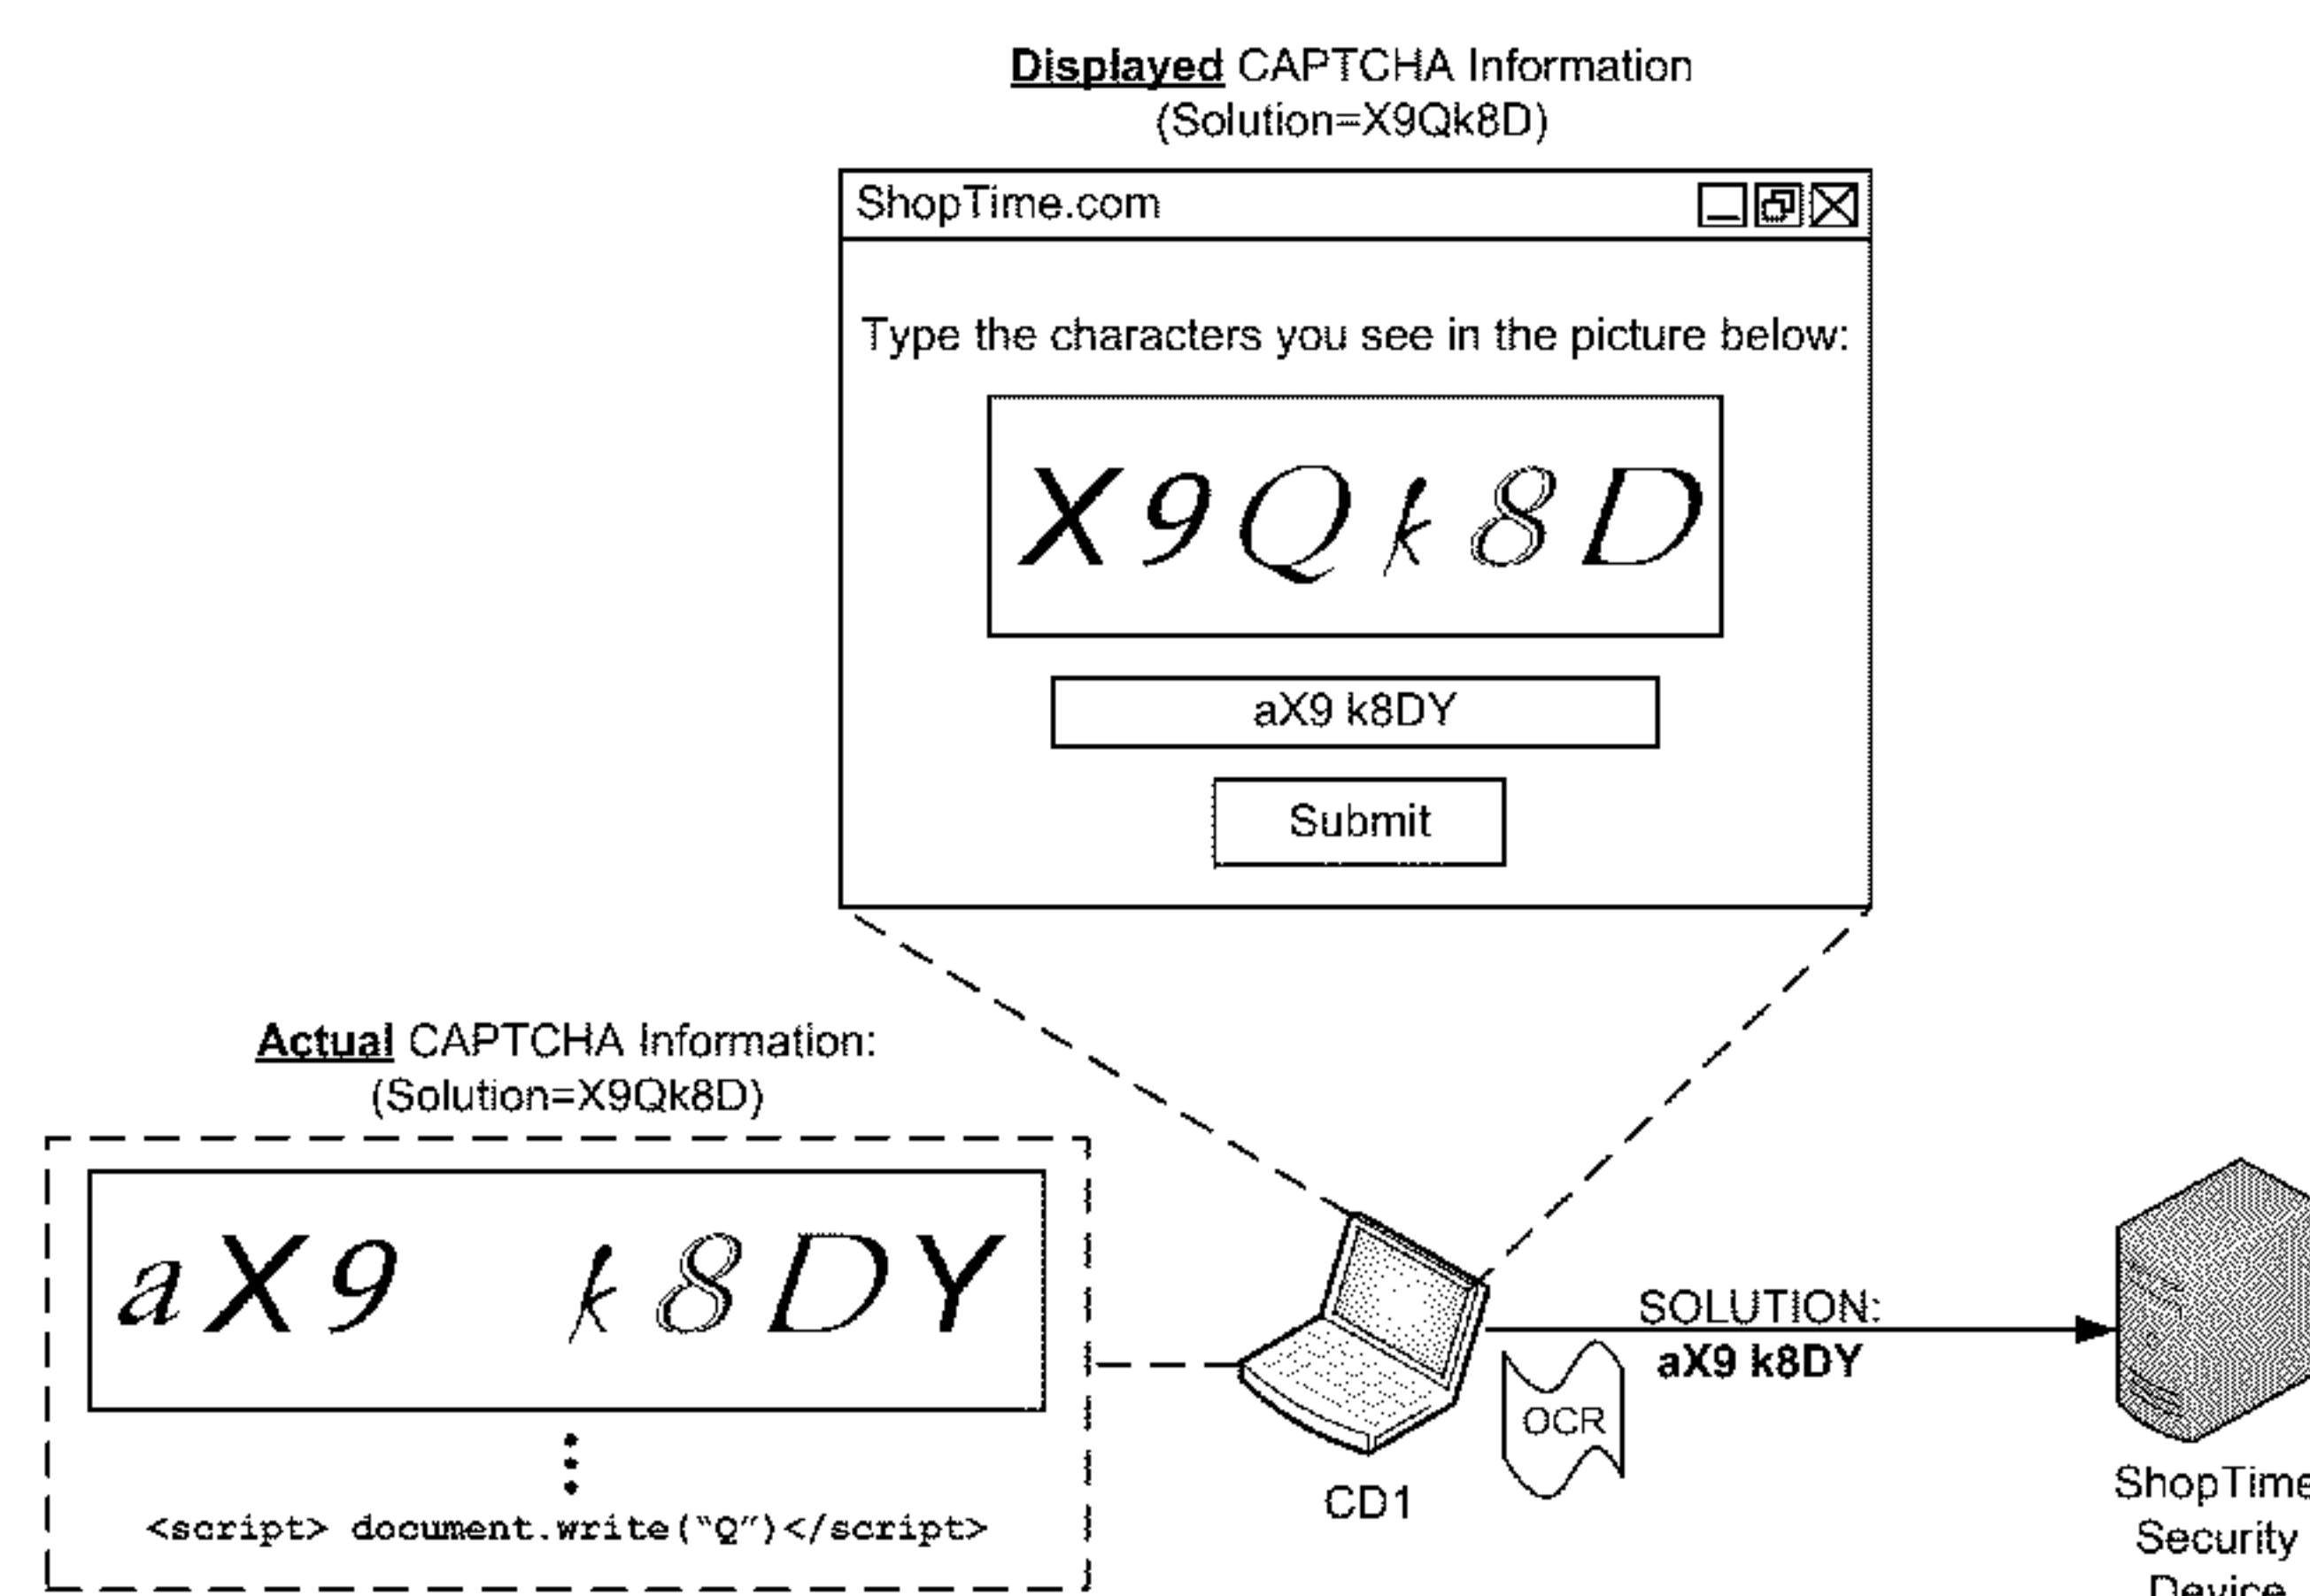 Displayed CAPTCHA Information
(Solution=X9Qk8D)
ShopTime.com
Type the characters you see in the picture below:
X9Qk8D
aX9 k8DY
Submit
Actual CAPTCHA Information:
(Solution=X9Qk8D)
aX9 k8DY
<script> document.write(“Q”)</script>
CD1
OCR
SOLUTION:
aX9 k8DY
ShopTime
Security
Device